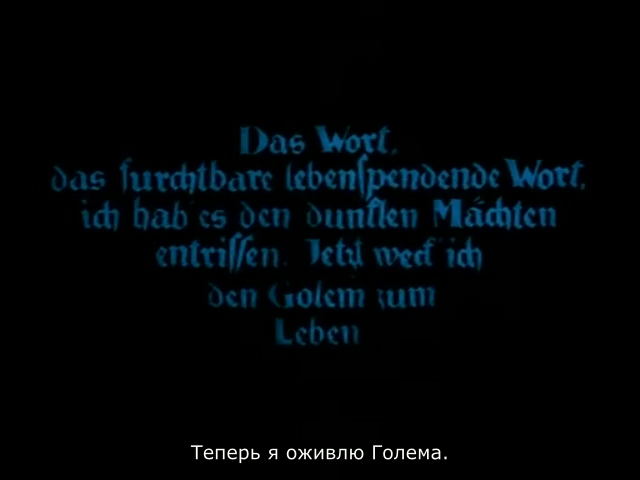 Das Wort,
das furchtbare lebenſpendende Wort,
ich hab'es den dunklen Mächten
entriſſen. Jetzt weck' ich
den Golem zum
Leben
Теперь я оживлю Голема.